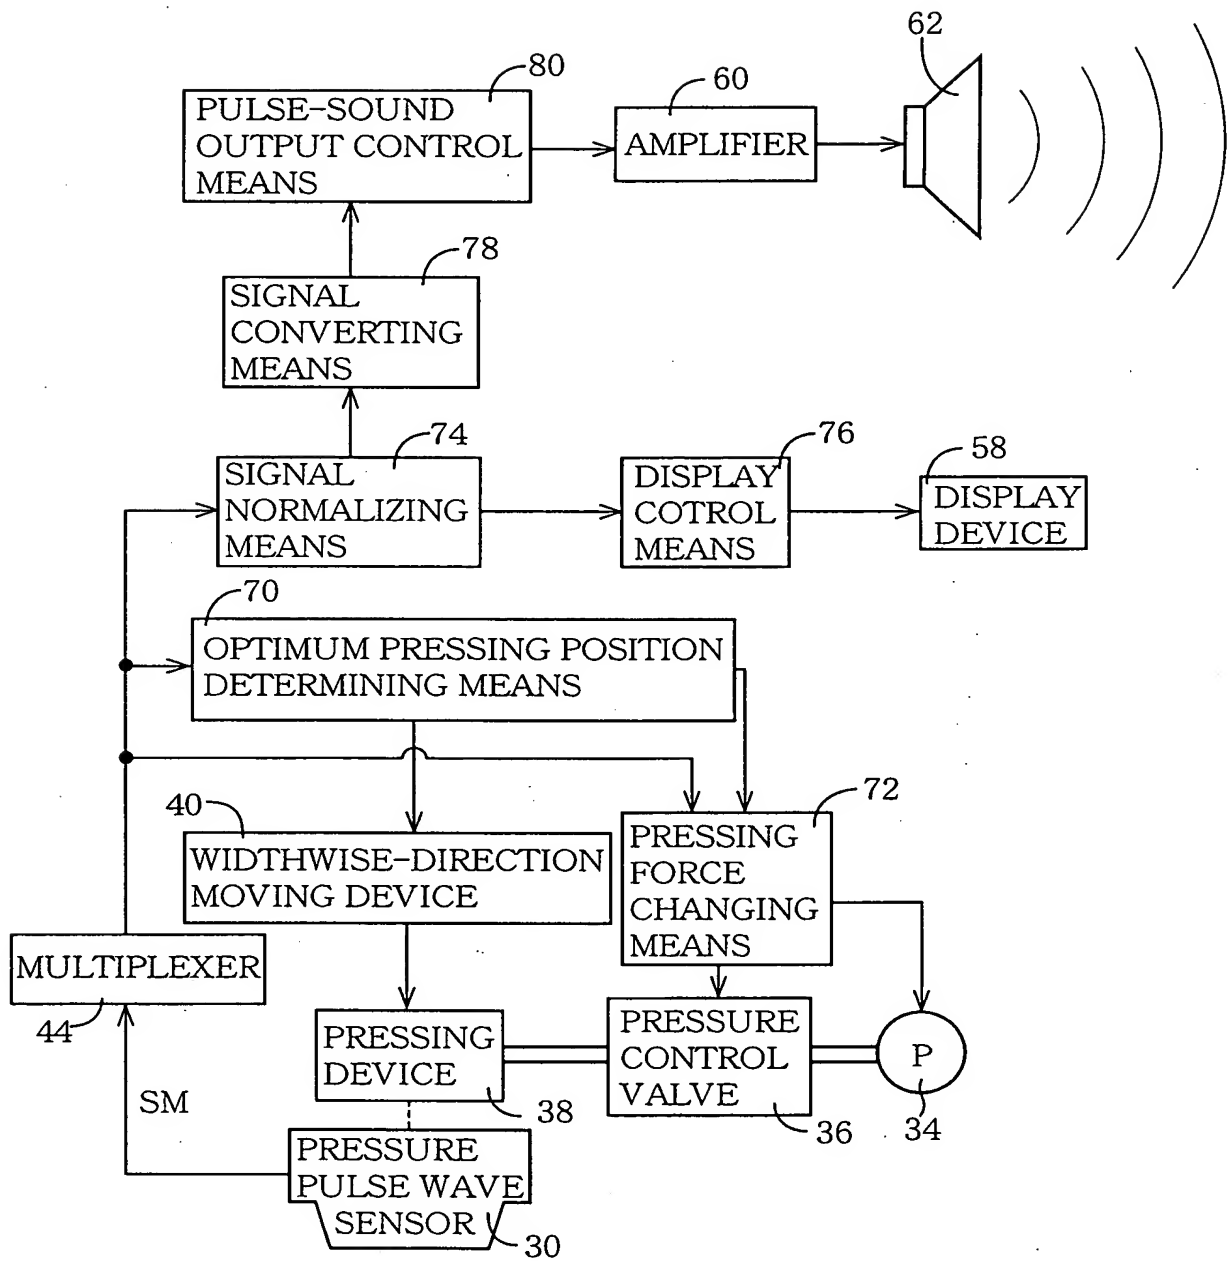 62
80
60
PULSE-SOUND
OUTPUT CONTROL
MEANS
AMPLIFIER
78
SIGNAL
CONVERTING
MEANS
74
76
58
SIGNAL
NORMALIZING
MEANS
DISPLAY
COTROL
MEANS
DISPLAY
DEVICE
70
OPTIMUM PRESSING POSITION
DETERMINING MEANS
72
40
WIDTHWISE-DIRECTION
MOVING DEVICE
PRESSING
FORCE
CHANGING
MEANS
MULTIPLEXER
44
PRESSING
DEVICE
38
PRESSURE
CONTROL
VALVE
36
P
34
SM
PRESSURE
PULSE WAVE
SENSOR
30